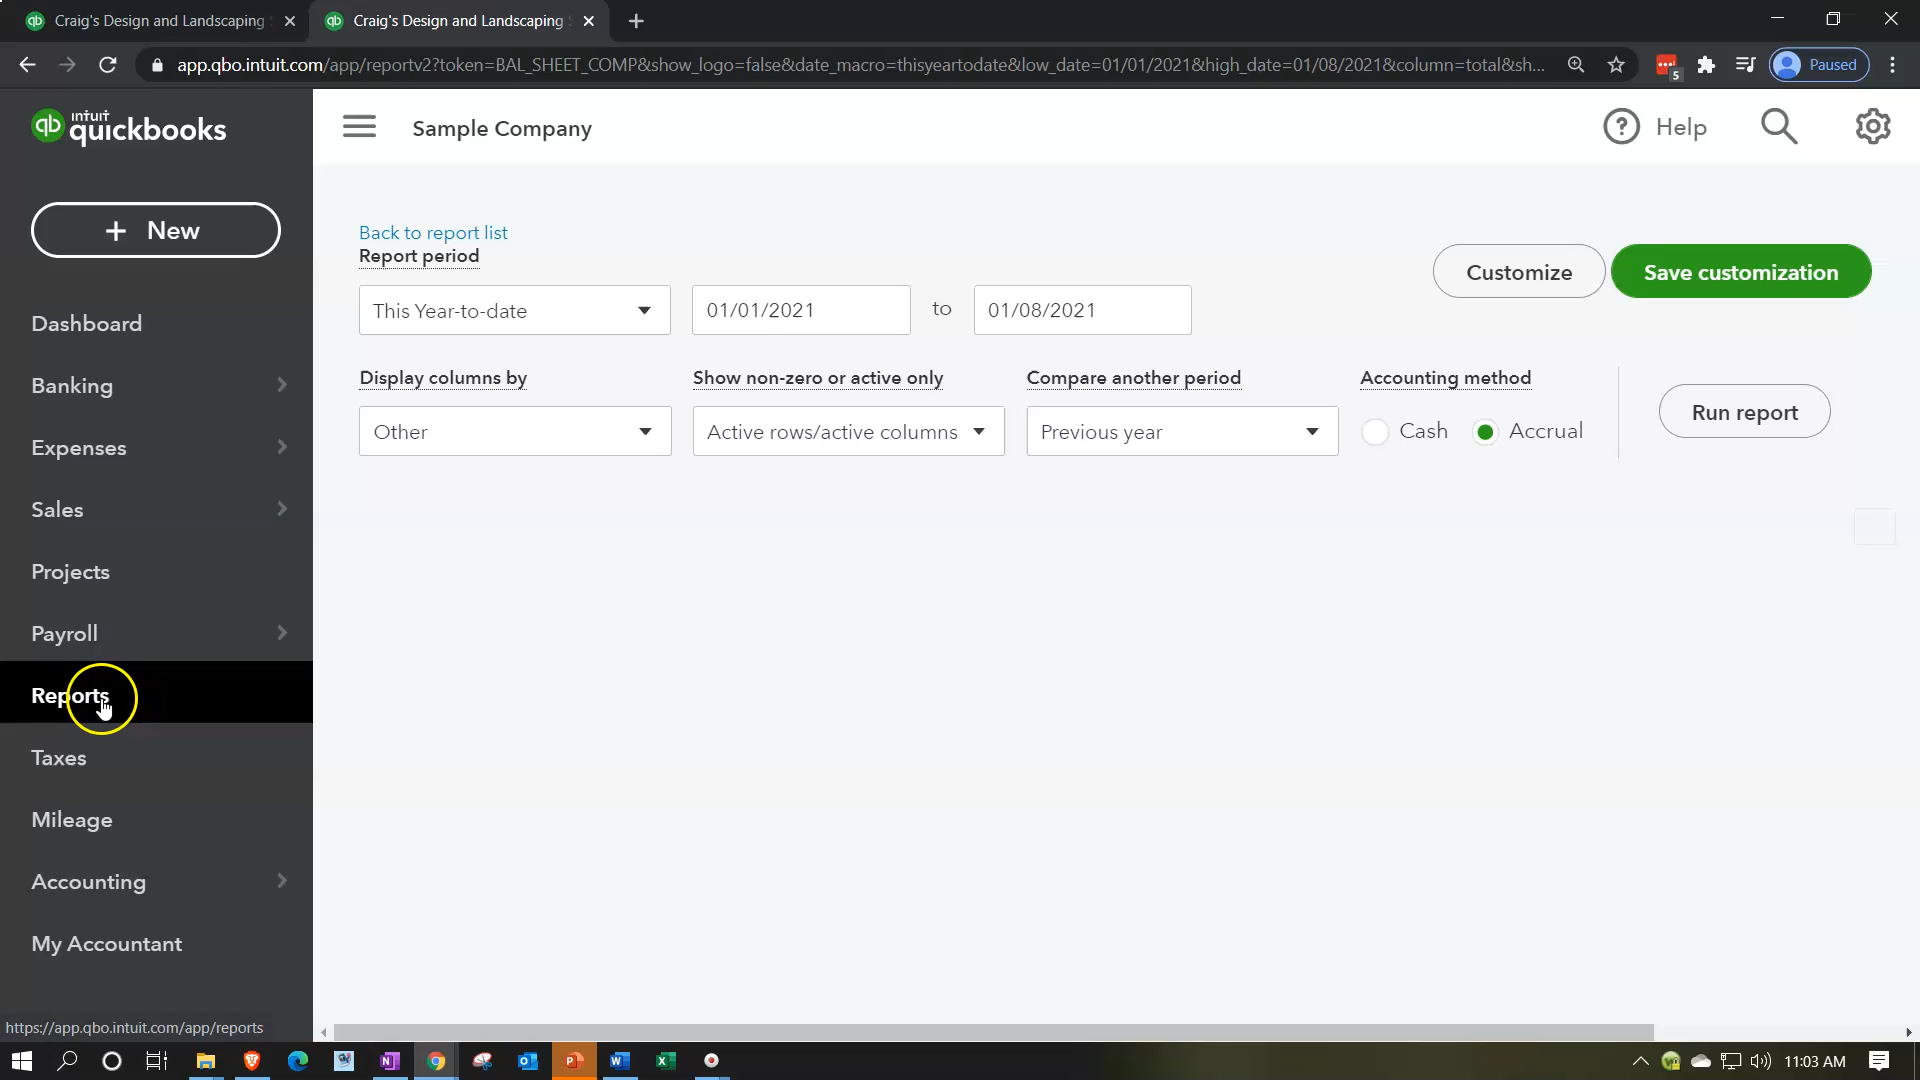 Craig's Design and Landscaping
Craig's Design and Landscaping S
app.qbo.intuit.com/app/reportv2?token=BAL_SHEET_COMP&show_logo=false&date_macro=thisyeartodate&low_date=01/01/2021&high_date=01/08/2021&column=total&sh...
5
Paused
qb intuit quickbooks
Sample Company
? Help
+ New
Back to report list
Report period
Customize
Save customization
This Year-to-date
01/01/2021
to
01/08/2021
Display columns by
Show non-zero or active only
Compare another period
Accounting method
Other
Active rows/active columns
Previous year
Cash
Accrual
Run report
Dashboard
Banking
Expenses
Sales
Projects
Payroll
Reports
Taxes
Mileage
Accounting
My Accountant
https://app.qbo.intuit.com/app/reports
11:03 AM